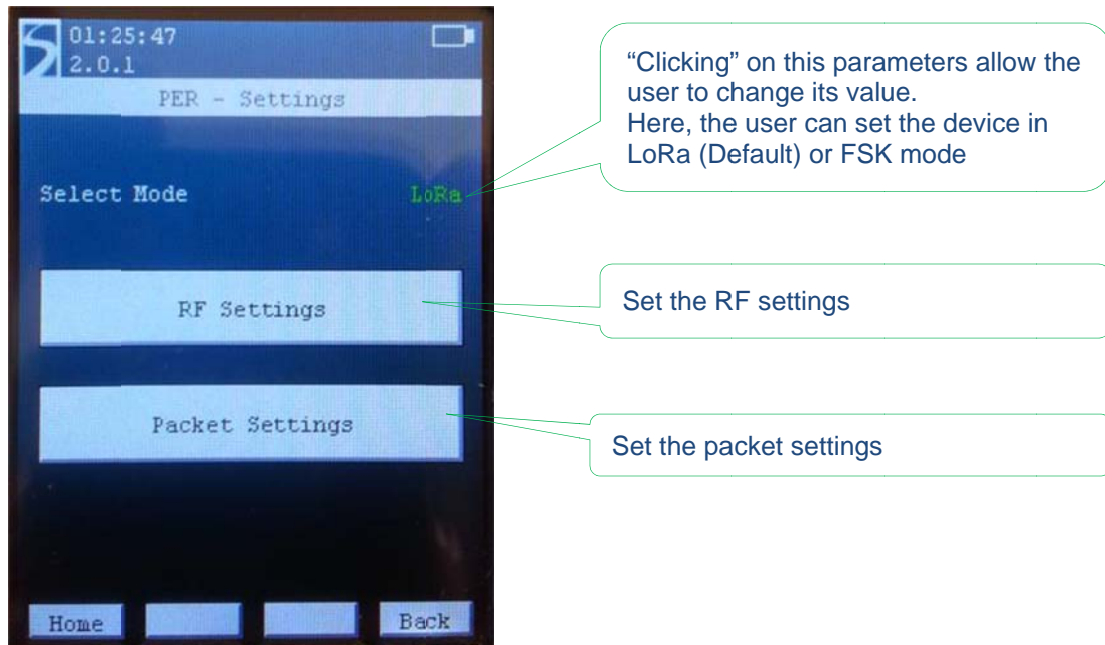 01:25:47
2.0.1
PER - Settings
Select Mode
LoRa
RF Settings
Packet Settings
Home
Back
“Clicking” on this parameters allow the
user to change its value.
Here, the user can set the device in
LoRa (Default) or FSK mode
Set the RF settings
Set the packet settings